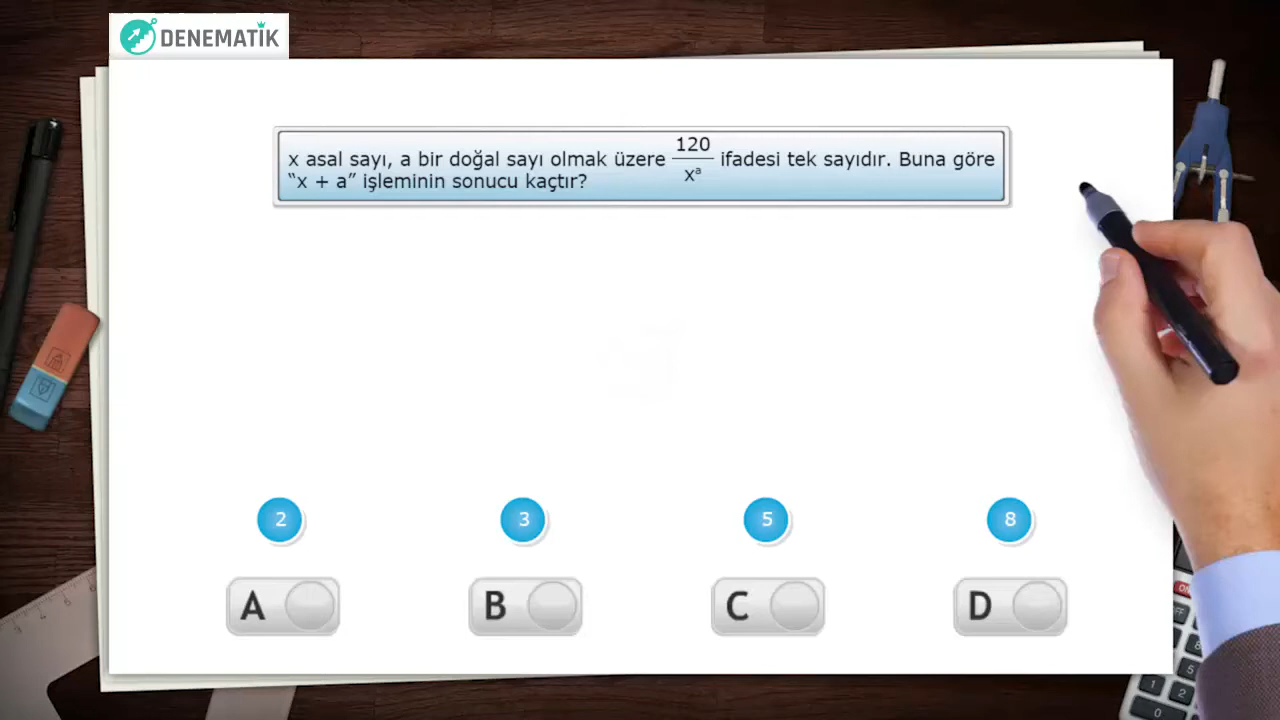 DENEMATİK
x asal sayı, a bir doğal sayı olmak üzere 120/xᵃ ifadesi tek sayıdır. Buna göre
“x + a” işleminin sonucu kaçtır?
2 3 5 8
A B C D